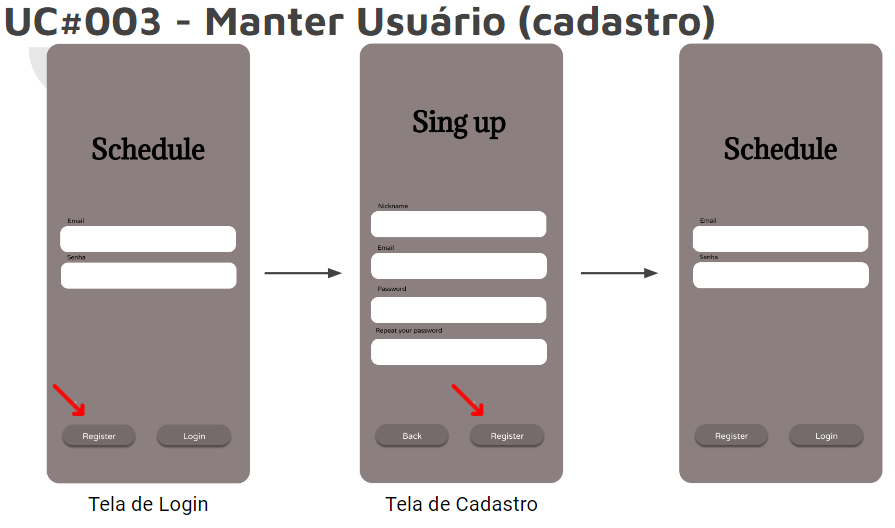 UC#003 - Manter Usuário (cadastro)
Schedule
Email
Senha
Register
Login
Tela de Login
Sing up
Nickname
Email
Password
Repeat your password
Back
Register
Tela de Cadastro
Schedule
Email
Senha
Register
Login